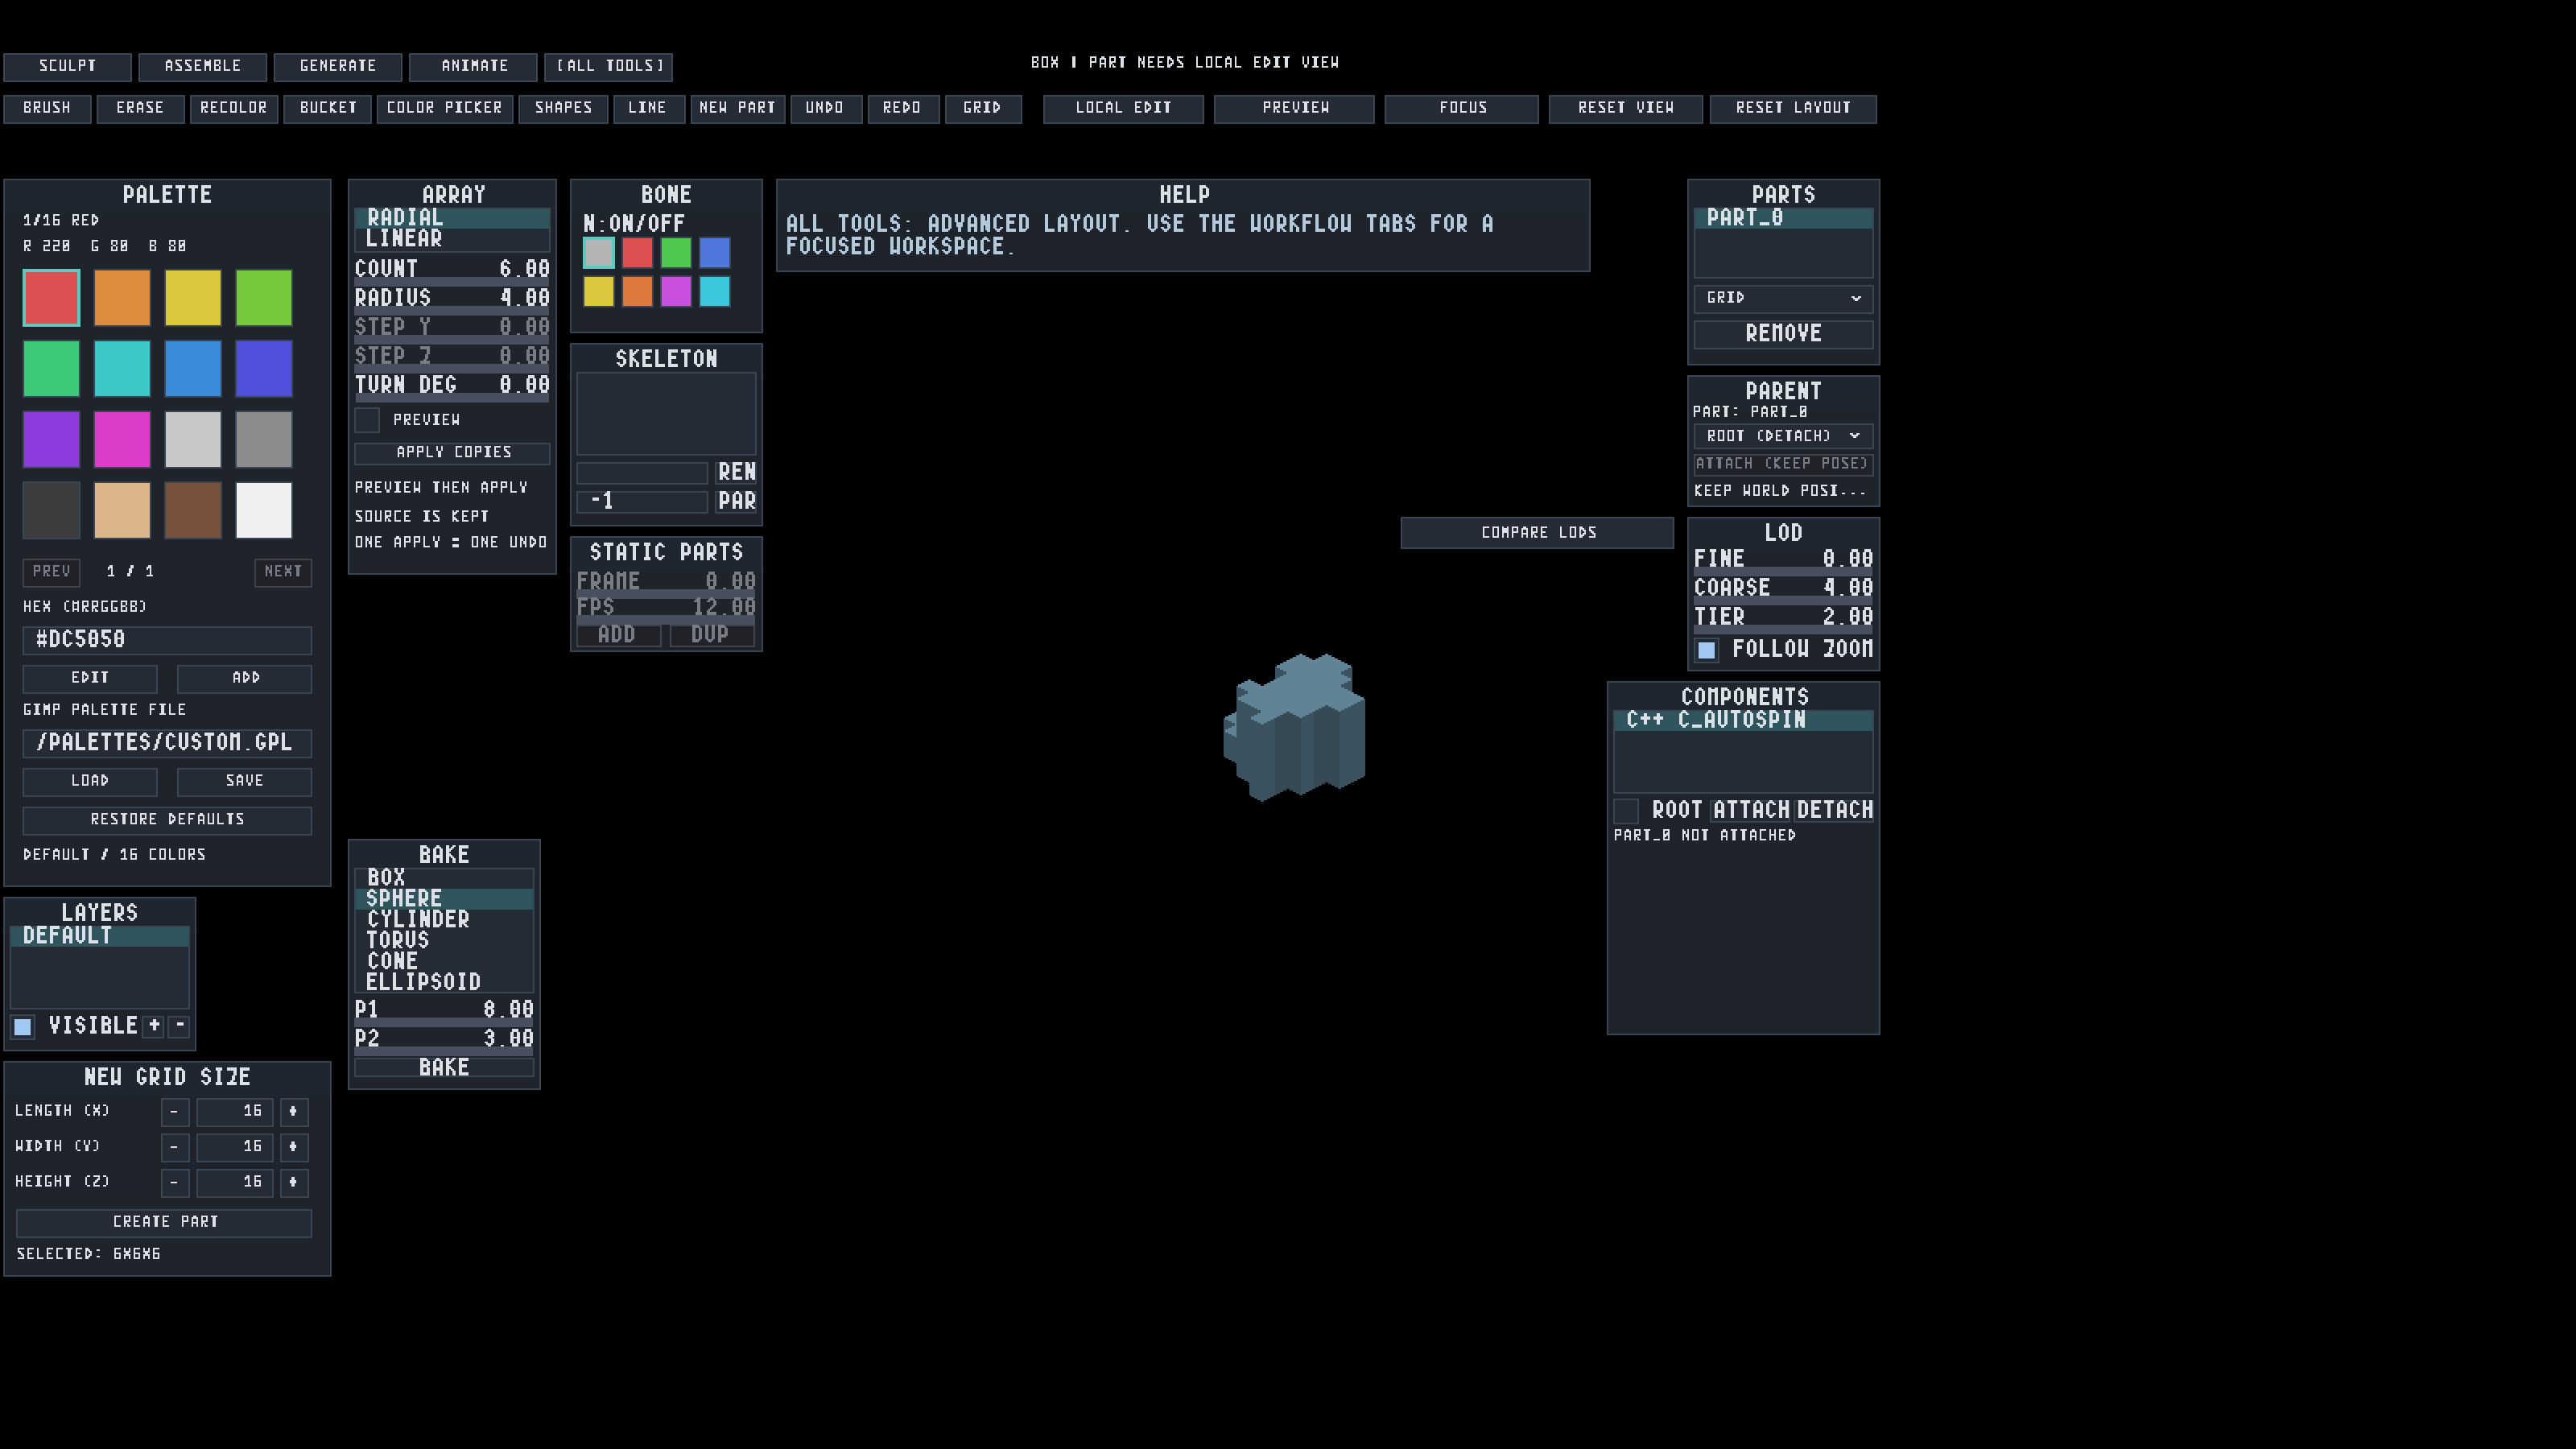 SCULPT ASSEMBLE GENERATE ANIMATE [ALL TOOLS]
BOX | PART NEEDS LOCAL EDIT VIEW
BRUSH ERASE RECOLOR BUCKET COLOR PICKER SHAPES LINE NEW PART UNDO REDO GRID LOCAL EDIT PREVIEW FOCUS RESET VIEW RESET LAYOUT
PALETTE
1/16 RED
R 220 G 80 B 80
PREV 1 / 1 NEXT
HEX (#RRGGBB)
#DC5050
EDIT ADD
GIMP PALETTE FILE
/PALETTES/CUSTOM.GPL
LOAD SAVE
RESTORE DEFAULTS
DEFAULT / 16 COLORS
LAYERS
DEFAULT
VISIBLE + -
NEW GRID SIZE
LENGTH (X) - 16 +
WIDTH (Y) - 16 +
HEIGHT (Z) - 16 +
CREATE PART
SELECTED: 6X6X6
ARRAY
RADIAL
LINEAR
COUNT 6.00
RADIUS 4.00
STEP Y 0.00
STEP Z 0.00
TURN DEG 0.00
PREVIEW
APPLY COPIES
PREVIEW THEN APPLY
SOURCE IS KEPT
ONE APPLY = ONE UNDO
BAKE
BOX
SPHERE
CYLINDER
TORUS
CONE
ELLIPSOID
P1 8.00
P2 3.00
BAKE
BONE
N:ON/OFF
SKELETON
REN
-1 PAR
STATIC PARTS
FRAME 0.00
FPS 12.00
ADD DUP
HELP
ALL TOOLS: ADVANCED LAYOUT. USE THE WORKFLOW TABS FOR A
FOCUSED WORKSPACE.
COMPARE LODS
PARTS
PART_0
GRID
REMOVE
PARENT
PART: PART_0
ROOT (DETACH)
ATTACH (KEEP POSE)
KEEP WORLD POSI...
LOD
FINE 0.00
COARSE 4.00
TIER 2.00
FOLLOW ZOOM
COMPONENTS
C++ C_AUTOSPIN
ROOT ATTACH DETACH
PART_0 NOT ATTACHED